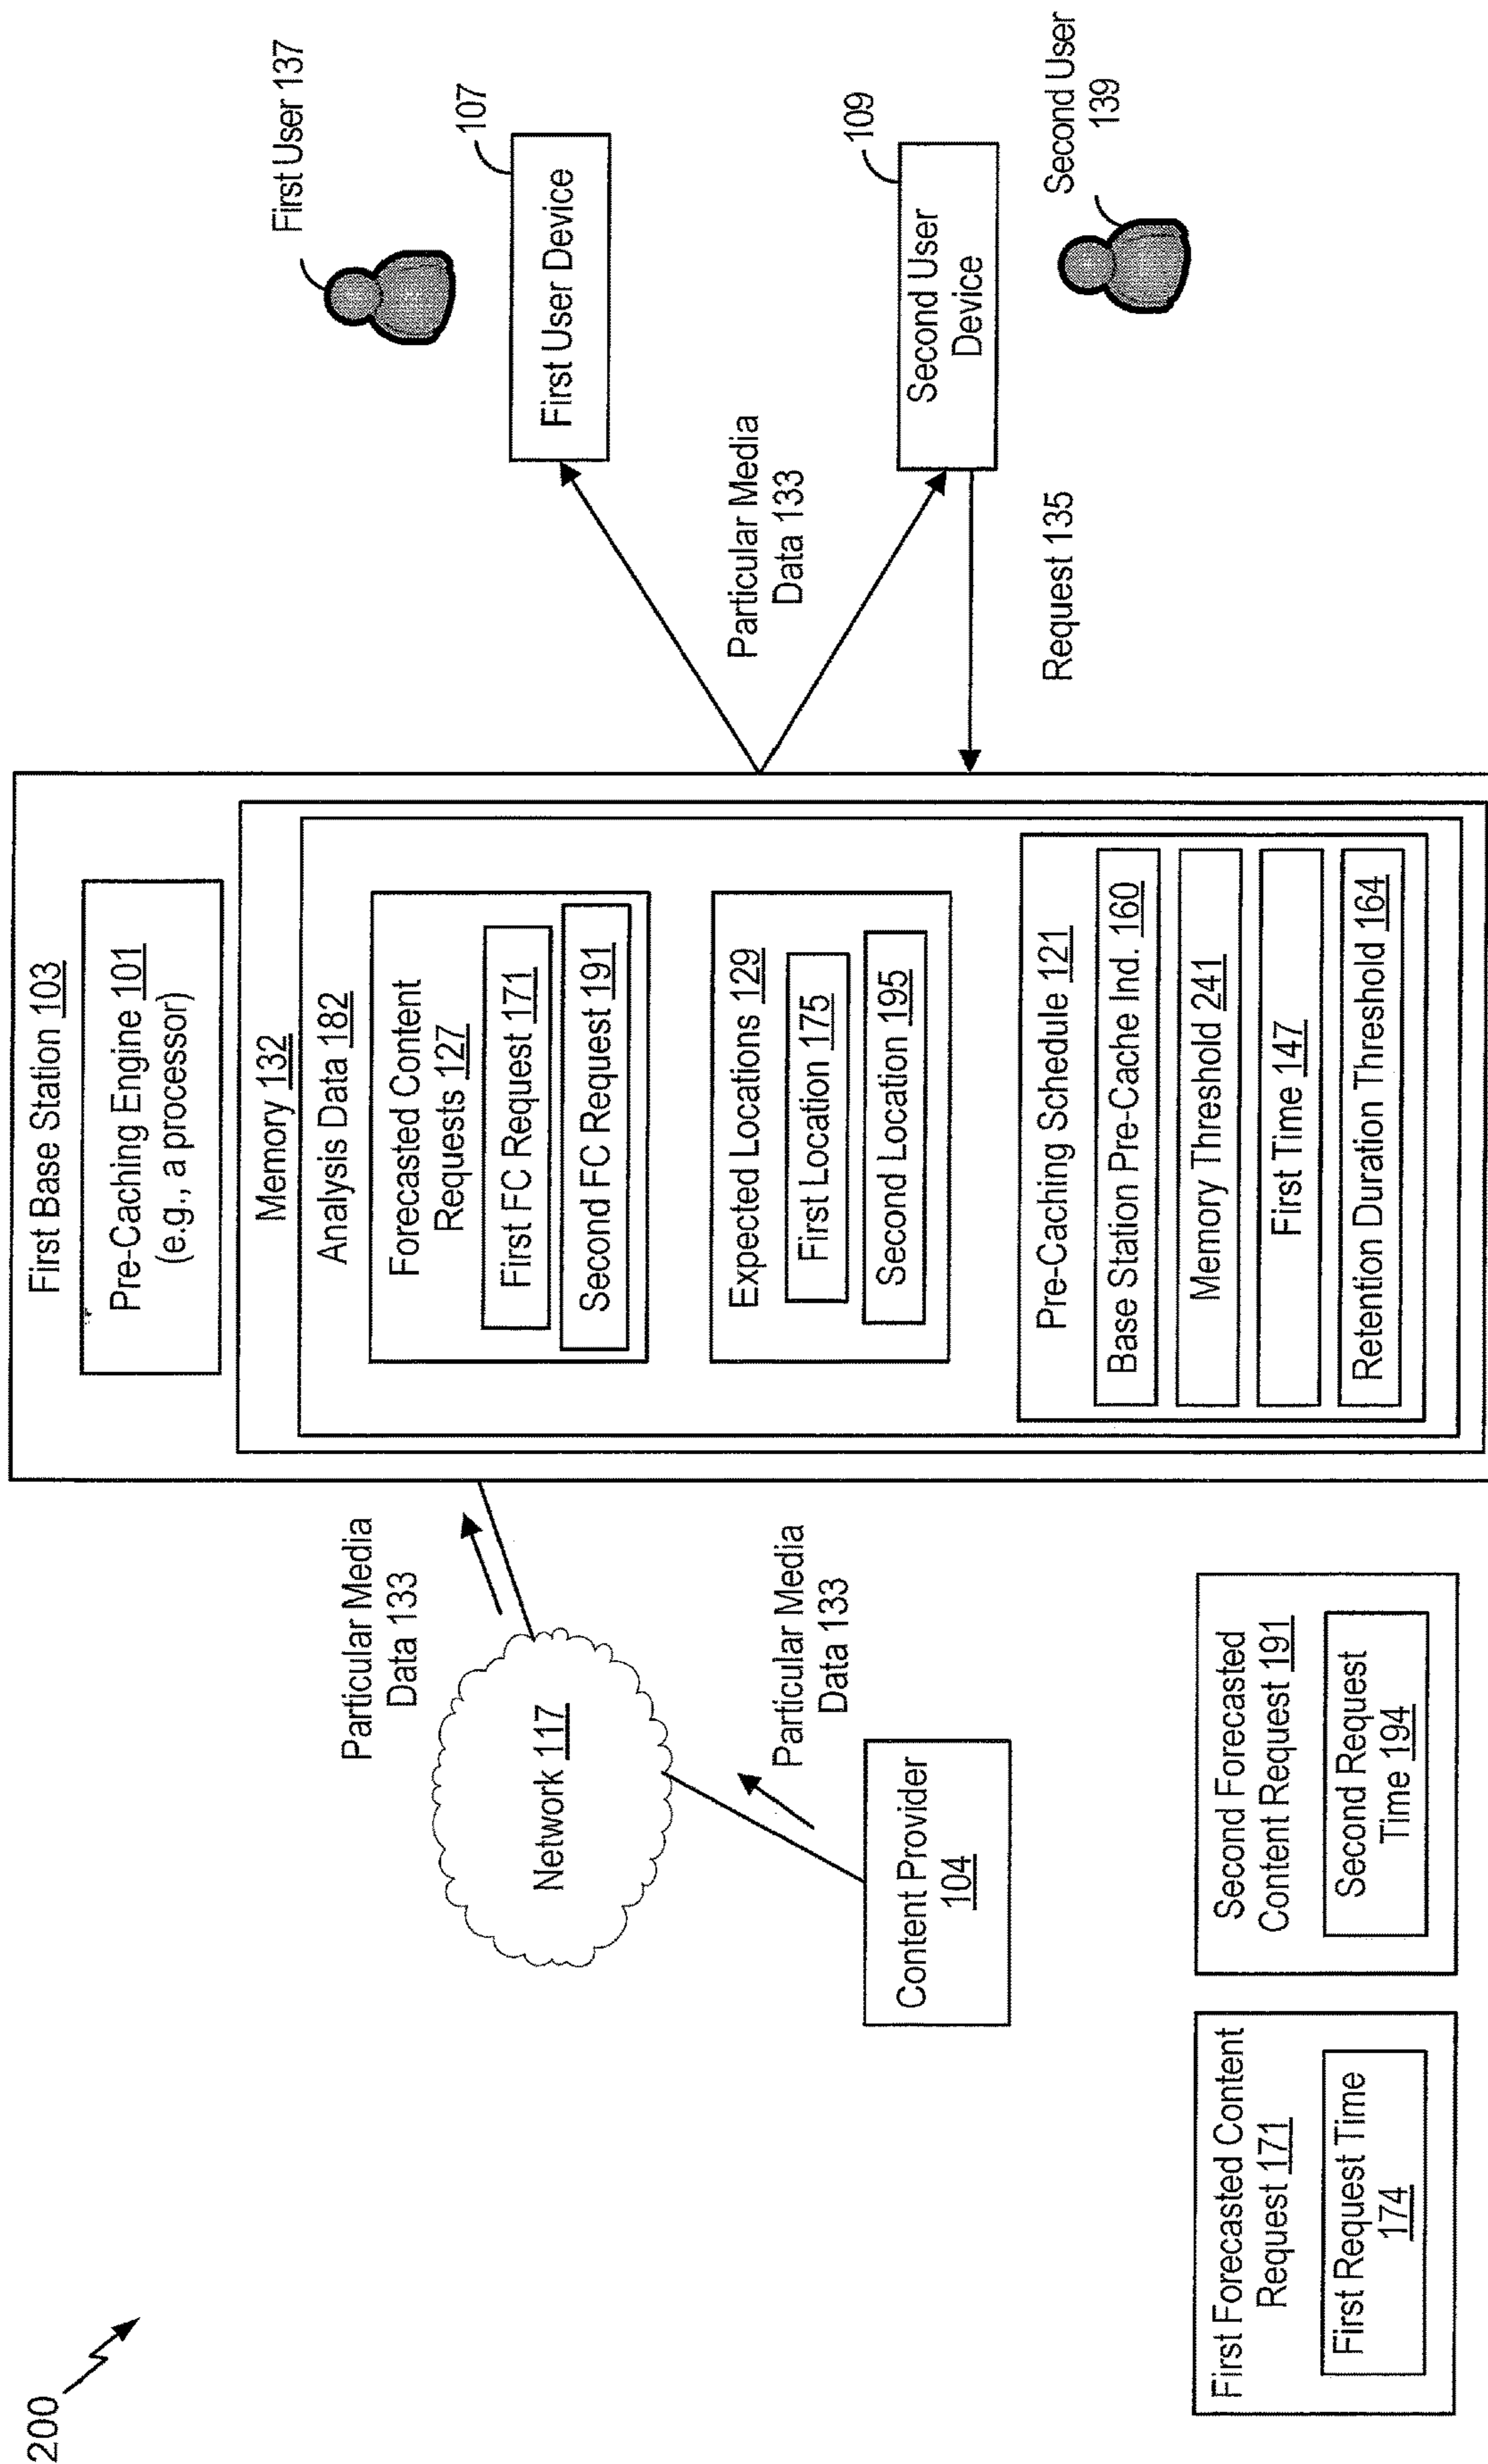 200
First Forecasted Content
Request 171
First Request Time
174
Second Forecasted
Content Request 191
Second Request
Time 194
Content Provider
104
Particular Media
Data 133
Network 117
Particular Media
Data 133
First Base Station 103
Pre-Caching Engine 101
(e.g., a processor)
Memory 132
Analysis Data 182
Forecasted Content
Requests 127
First FC Request 171
Second FC Request 191
Expected Locations 129
First Location 175
Second Location 195
Pre-Caching Schedule 121
Base Station Pre-Cache Ind. 160
Memory Threshold 241
First Time 147
Retention Duration Threshold 164
Particular Media
Data 133
Request 135
First User 137
107
First User Device
109
Second User
Device
Second User
139